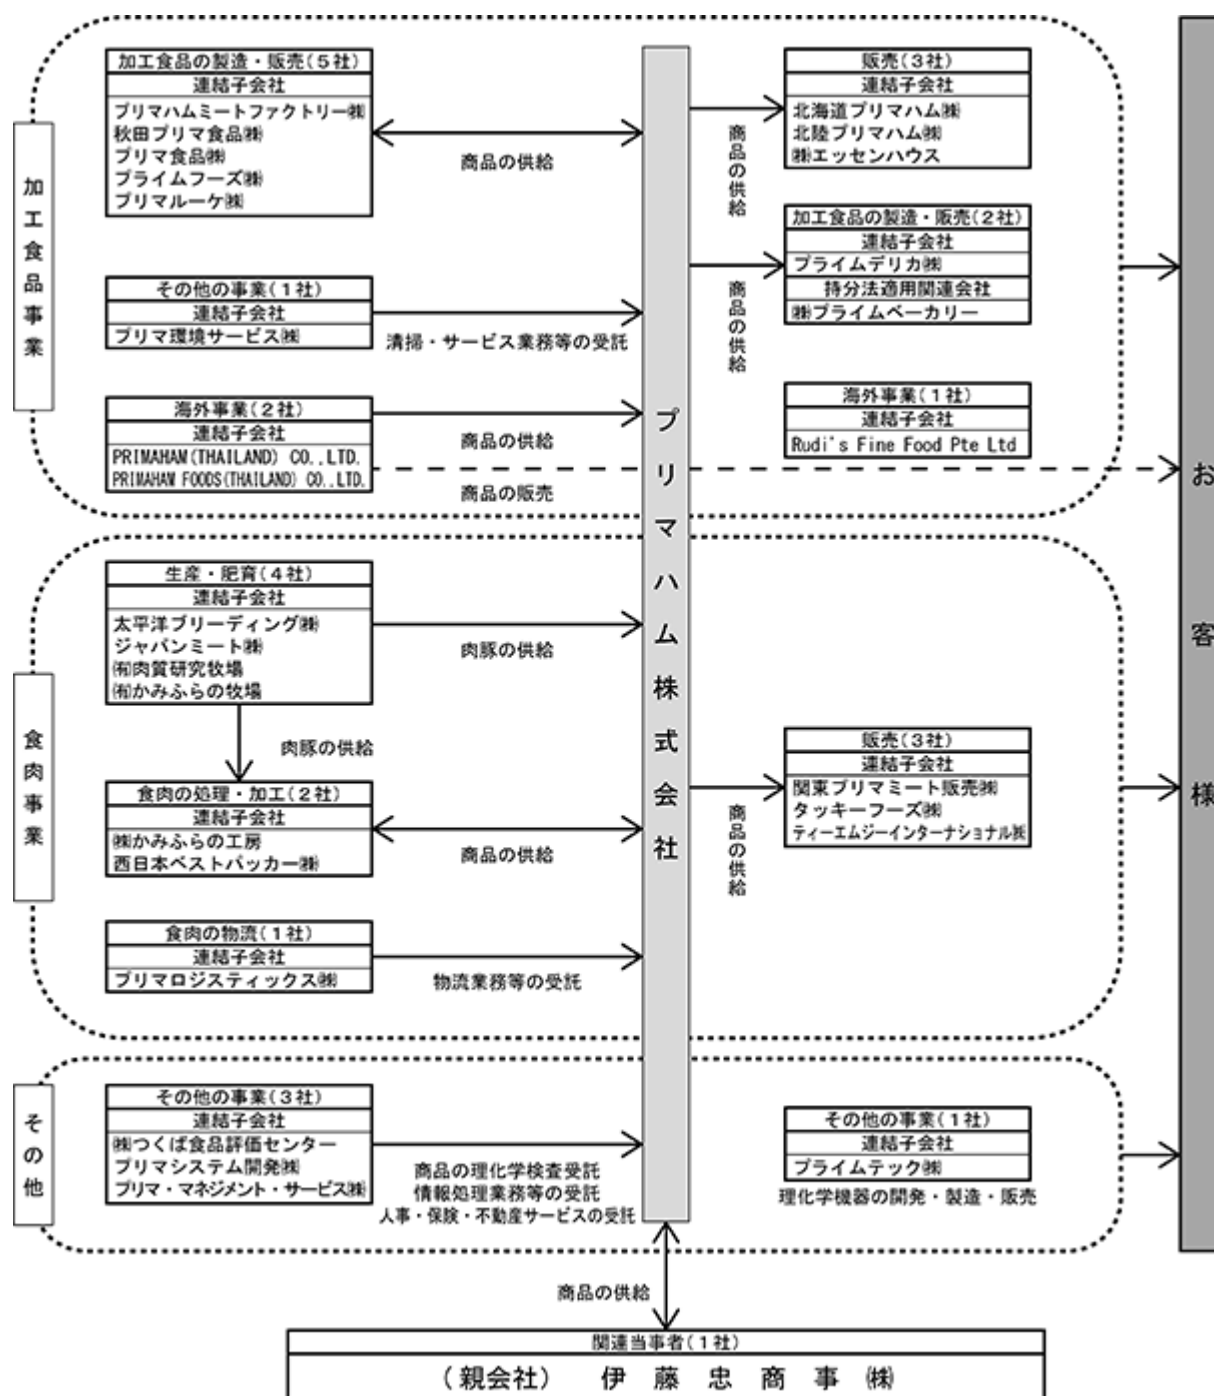 加工食品事業
加工食品の製造・販売(5社)
連結子会社
プリマハムミートファクトリー㈱
秋田プリマ食品㈱
プリマ食品㈱
プライムフーズ㈱
プリマルーケ㈱
商品の供給
その他の事業(1社)
連結子会社
プリマ環境サービス㈱
清掃・サービス業務等の受託
海外事業(2社)
連結子会社
PRIMAHAM(THAILAND) CO.,LTD.
PRIMAHAM FOODS(THAILAND) CO.,LTD.
商品の供給
商品の販売
販売(3社)
連結子会社
北海道プリマハム㈱
北陸プリマハム㈱
㈱エッセンハウス
商品の供給
加工食品の製造・販売(2社)
連結子会社
プライムデリカ㈱
持分法適用関連会社
㈱プライムベーカリー
商品の供給
海外事業(1社)
連結子会社
Rudi's Fine Food Pte Ltd
プリマハム株式会社
お客様
食肉事業
生産・肥育(4社)
連結子会社
太平洋ブリーディング㈱
ジャパンミート㈱
㈲肉質研究牧場
㈲かみふらの牧場
肉豚の供給
肉豚の供給
食肉の処理・加工(2社)
連結子会社
㈱かみふらの工房
西日本ベストパッカー㈱
商品の供給
食肉の物流(1社)
連結子会社
プリマロジスティックス㈱
物流業務等の受託
販売(3社)
連結子会社
関東プリマミート販売㈱
タッキーフーズ㈱
ティーエムジーインターナショナル㈱
商品の供給
その他
その他の事業(3社)
連結子会社
㈱つくば食品評価センター
プリマシステム開発㈱
プリマ・マネジメント・サービス㈱
商品の理化学検査受託
情報処理業務等の受託
人事・保険・不動産サービスの受託
その他の事業(1社)
連結子会社
プライムテック㈱
理化学機器の開発・製造・販売
商品の供給
関連当事者(1社)
(親会社) 伊藤忠商事㈱